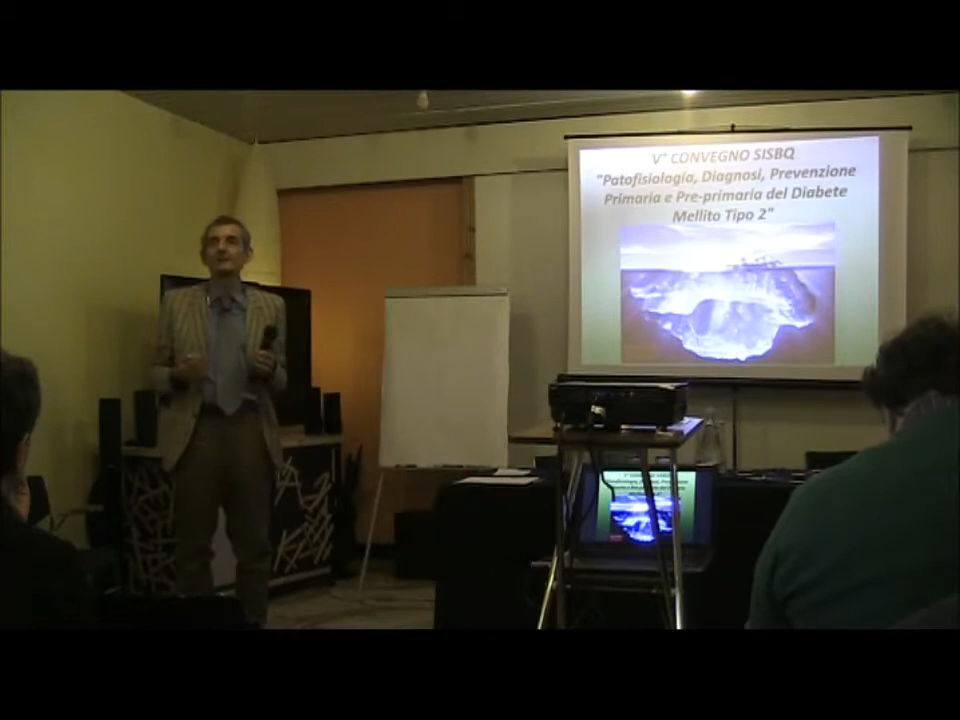 V° CONVEGNO SISBQ
"Patofisiologia, Diagnosi, Prevenzione
Primaria e Pre-primaria del Diabete
Mellito Tipo 2"